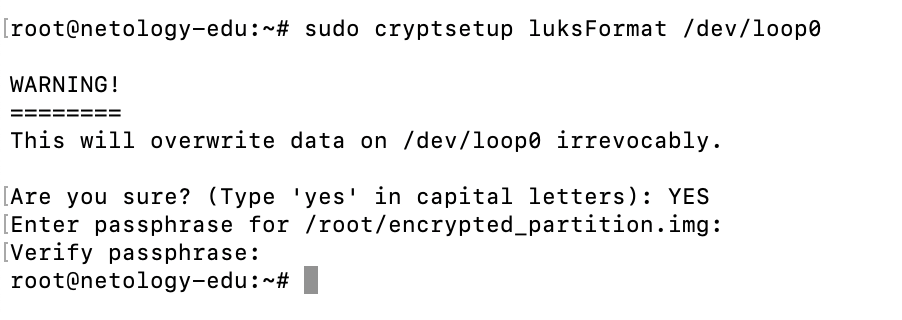 [root@netology-edu:~# sudo cryptsetup luksFormat /dev/loop0
WARNING!
========
This will overwrite data on /dev/loop0 irrevocably.
[Are you sure? (Type 'yes' in capital letters): YES
[Enter passphrase for /root/encrypted_partition.img:
[Verify passphrase:
root@netology-edu:~#